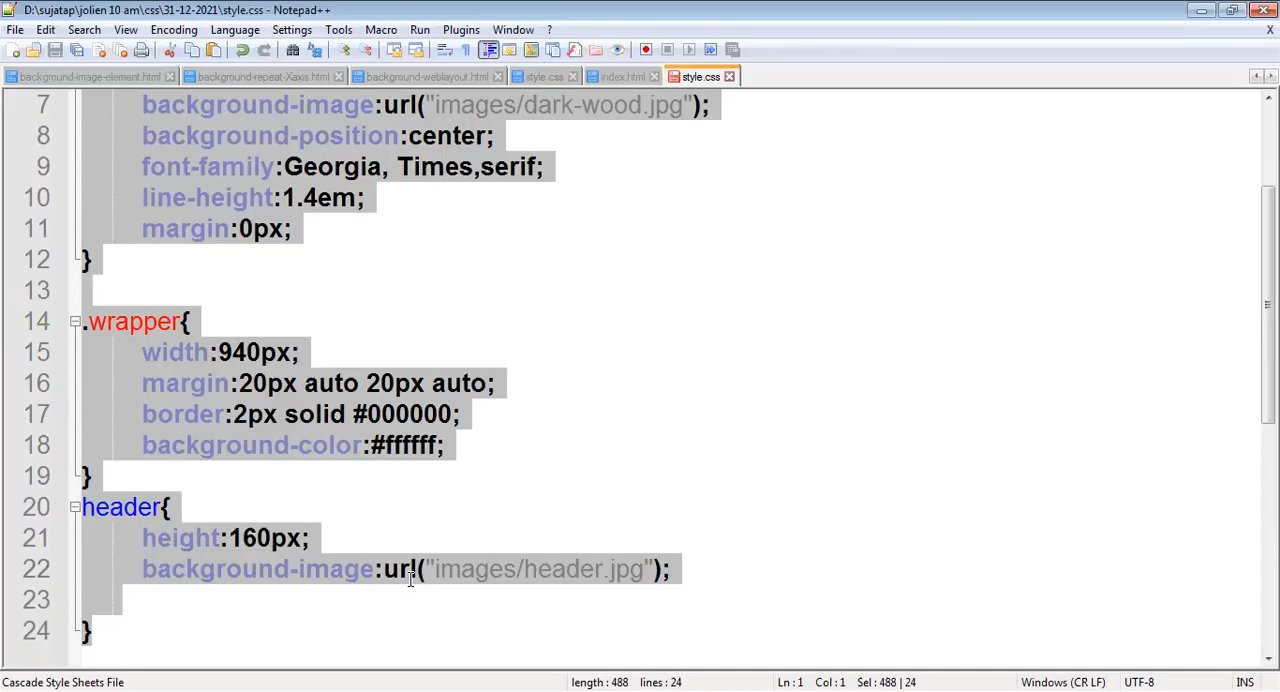 D:\sujatap\jolien 10 am\css\31-12-2021\style.css - Notepad++
File Edit Search View Encoding Language Settings Tools Macro Run Plugins Window ? X
background-image-element.html background-repeat-Xaxis.html background-weblayout.html style.css index.html style.css
7 background-image:url("images/dark-wood.jpg");
8 background-position:center;
9 font-family:Georgia, Times,serif;
10 line-height:1.4em;
11 margin:0px;
12 }
13
14 .wrapper{
15 width:940px;
16 margin:20px auto 20px auto;
17 border:2px solid #000000;
18 background-color:#ffffff;
19 }
20 header{
21 height:160px;
22 background-image:url("images/header.jpg");
23
24 }
Cascade Style Sheets File length : 488 lines : 24 Ln : 1 Col : 1 Sel : 488 | 24 Windows (CR LF) UTF-8 INS